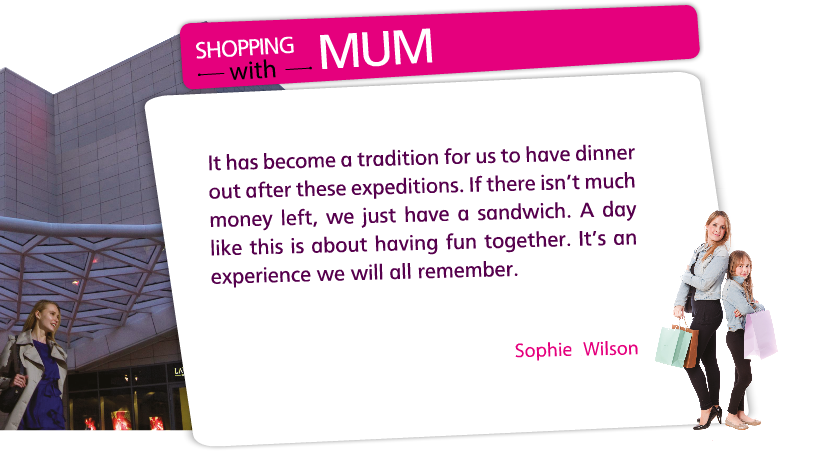 SHOPPING
with
MUM
It has become a tradition for us to have dinner
out after these expeditions. If there isn't much
money left, we just have a sandwich. A day
like this is about having fun together. It's an
experience we will all remember.
Sophie Wilson